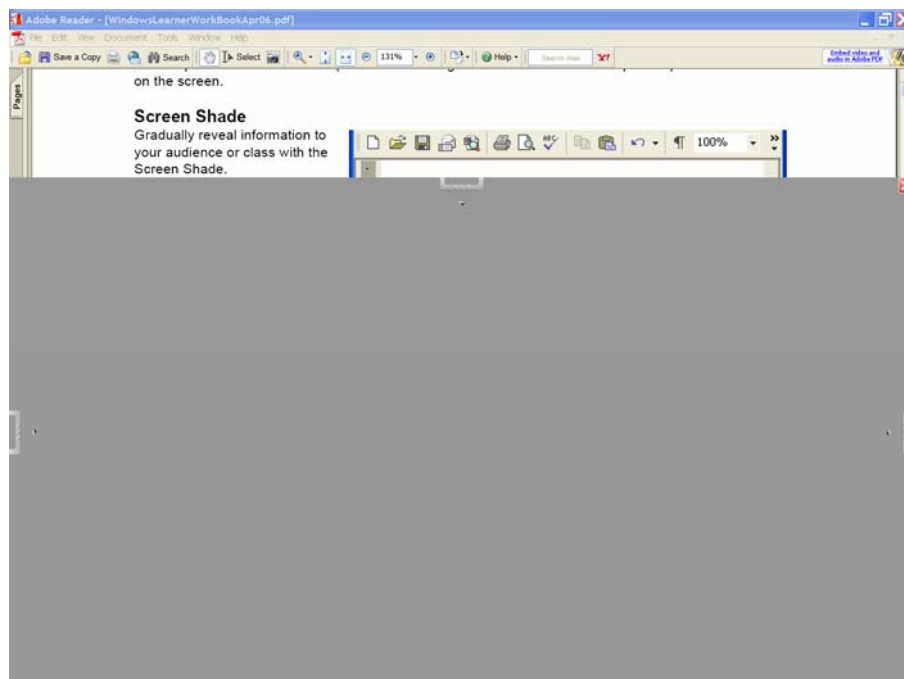 Adobe Reader - [WindowsLearnerWorkBookApr06.pdf]
File Edit View Document Tools Window Help
Save a Copy Search Select 131% Help Search Web Y!
Embed video and
audio in Adobe PDF
Pages
on the screen.
Screen Shade
Gradually reveal information to
your audience or class with the
Screen Shade.
ABC 100%